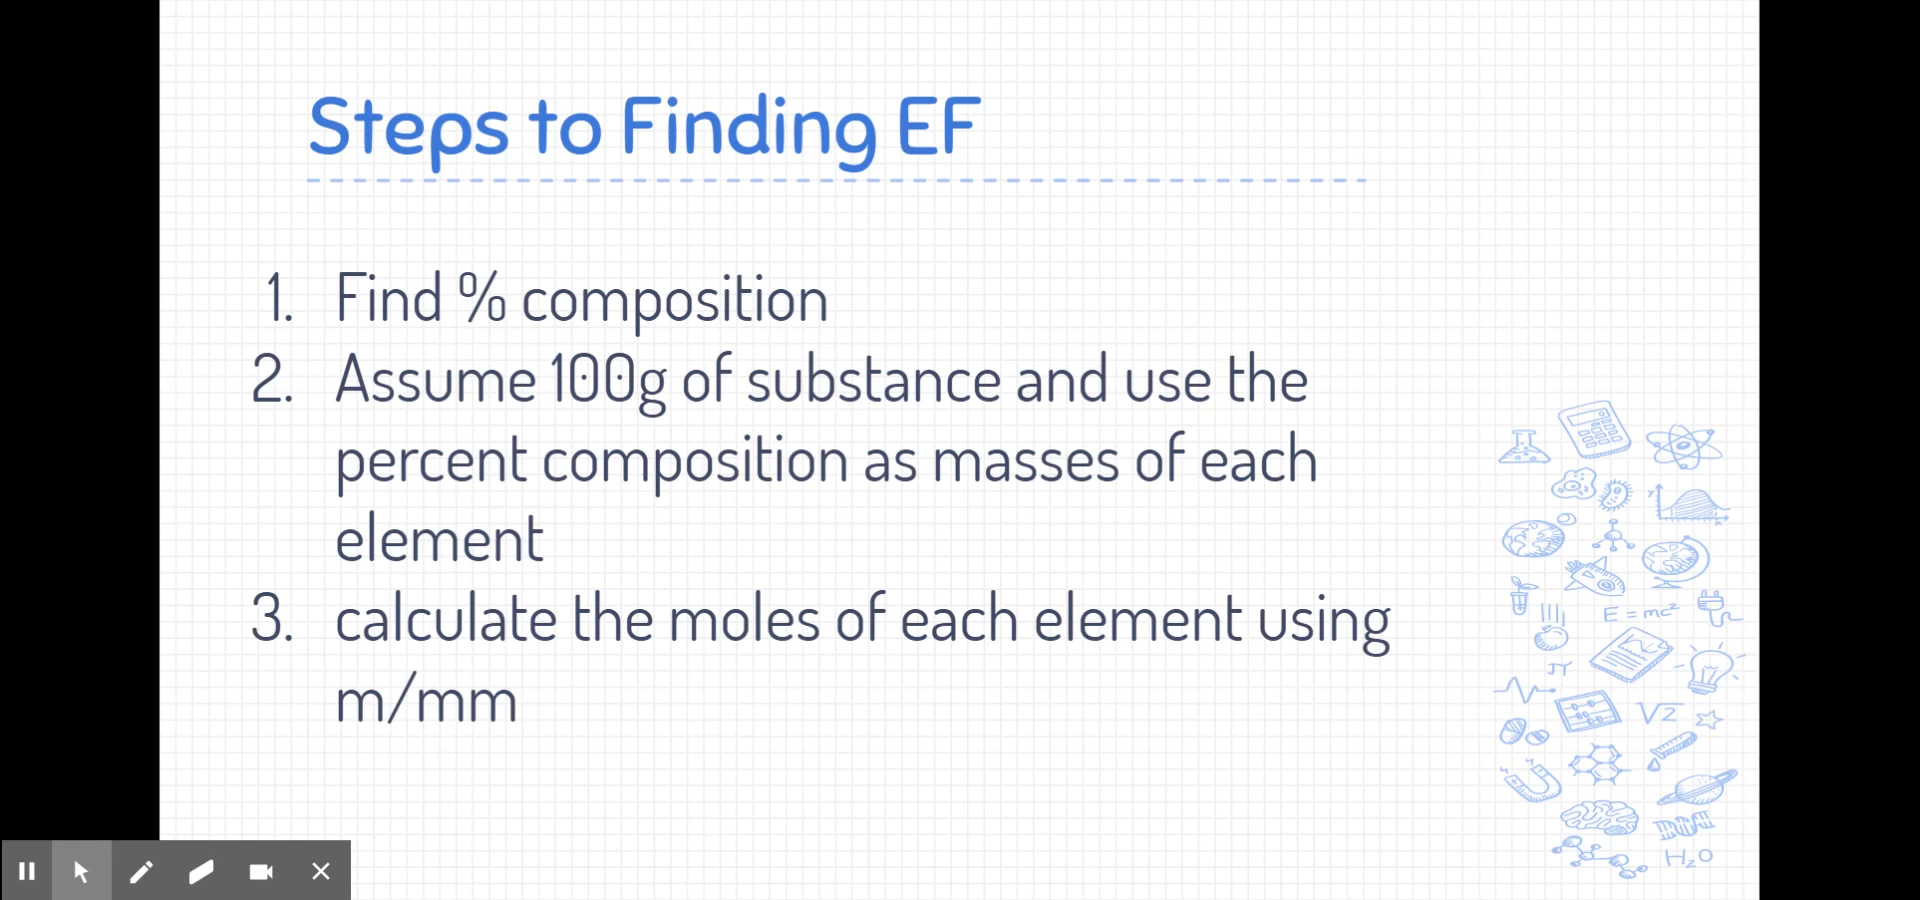 Steps to Finding EF
1. Find % composition
2. Assume 100g of substance and use the
percent composition as masses of each
element
3. calculate the moles of each element using
m/mm
E = mc²
π
√2
H₂O